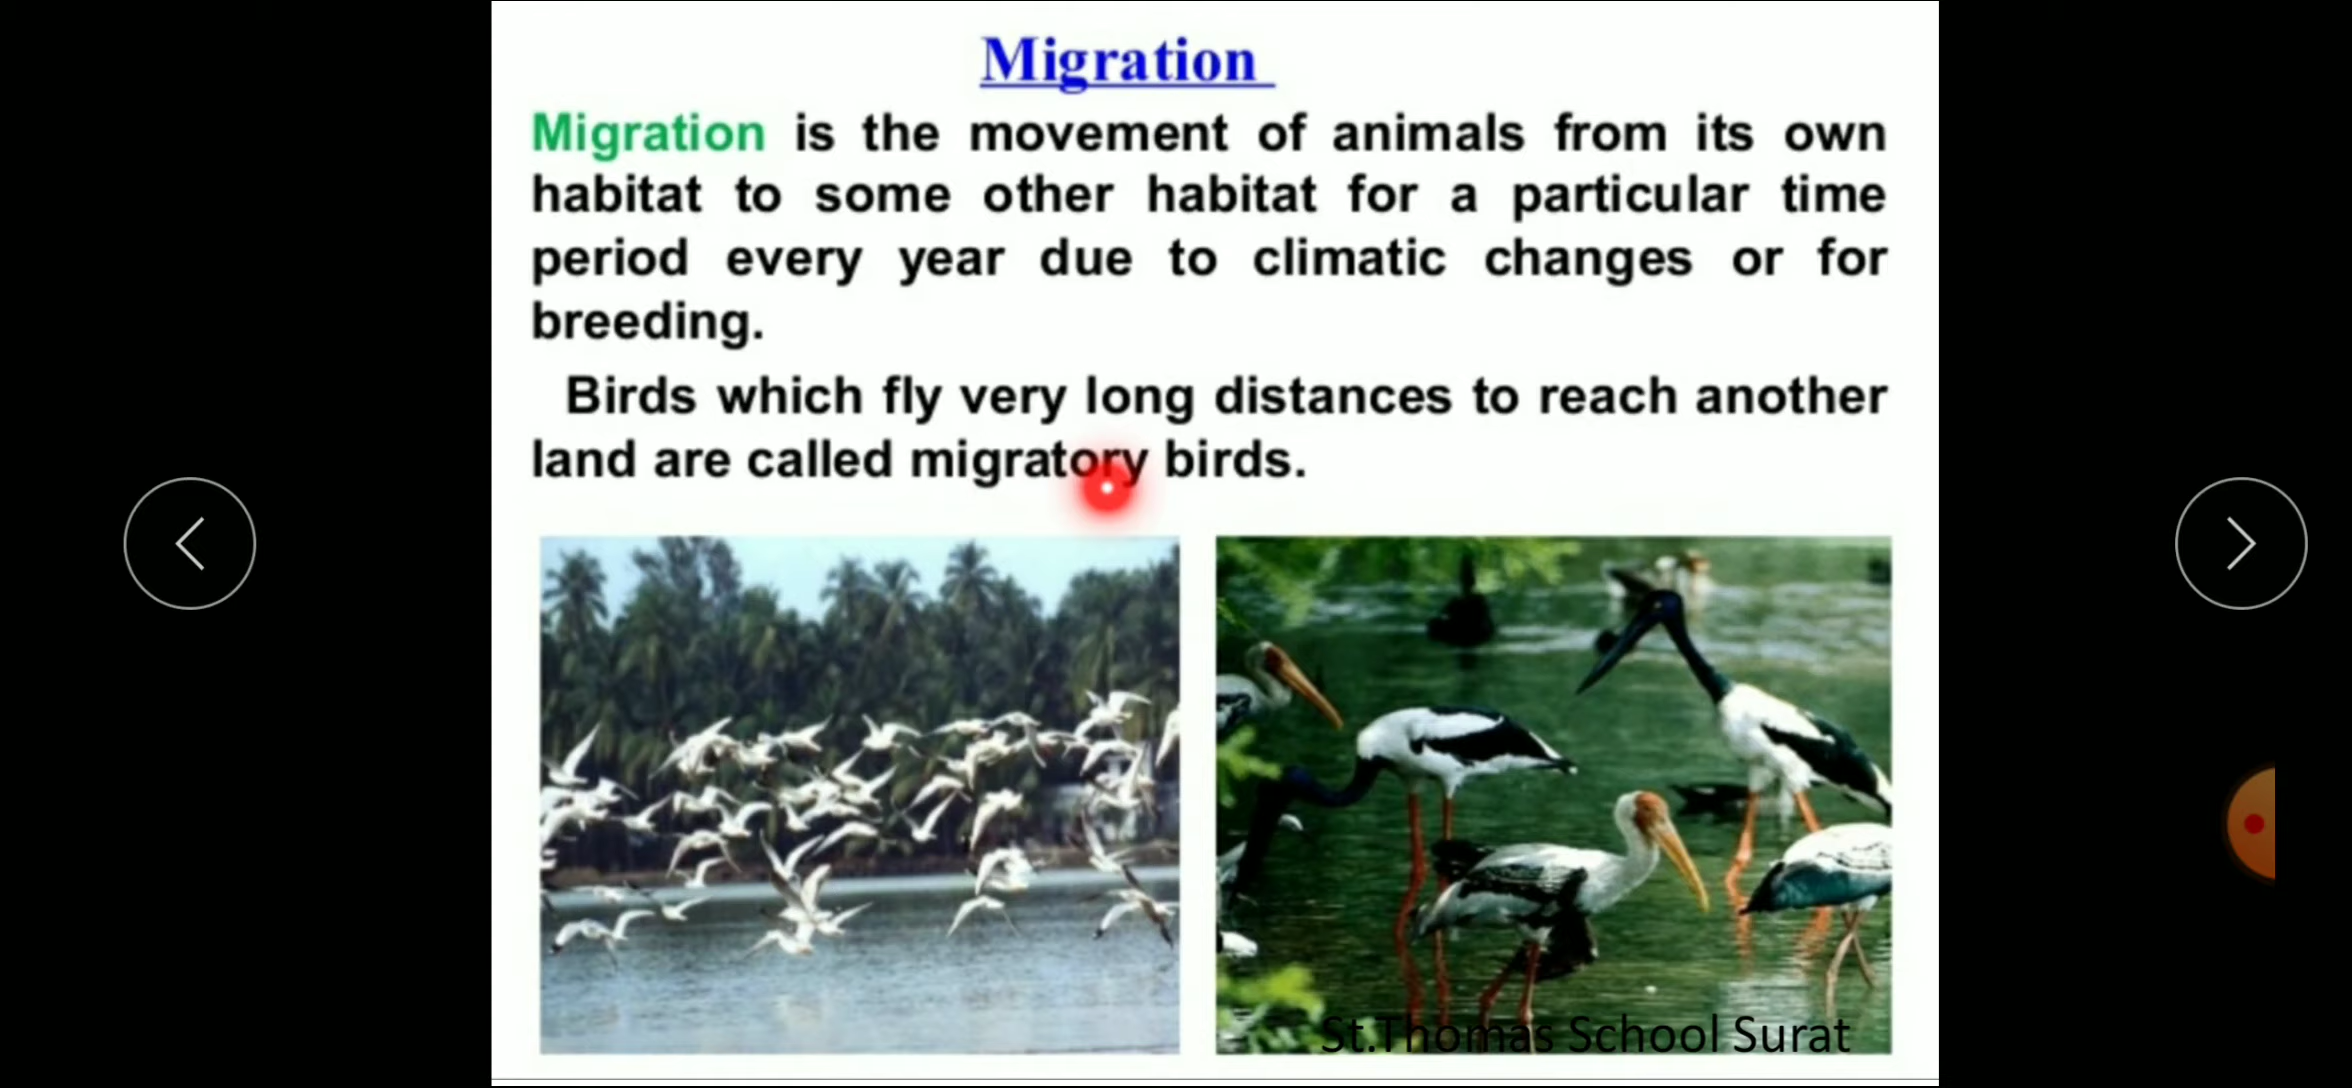 Migration
Migration is the movement of animals from its own
habitat to some other habitat for a particular time
period every year due to climatic changes or for
breeding.
Birds which fly very long distances to reach another
land are called migratory birds.
St.Thomas School Surat